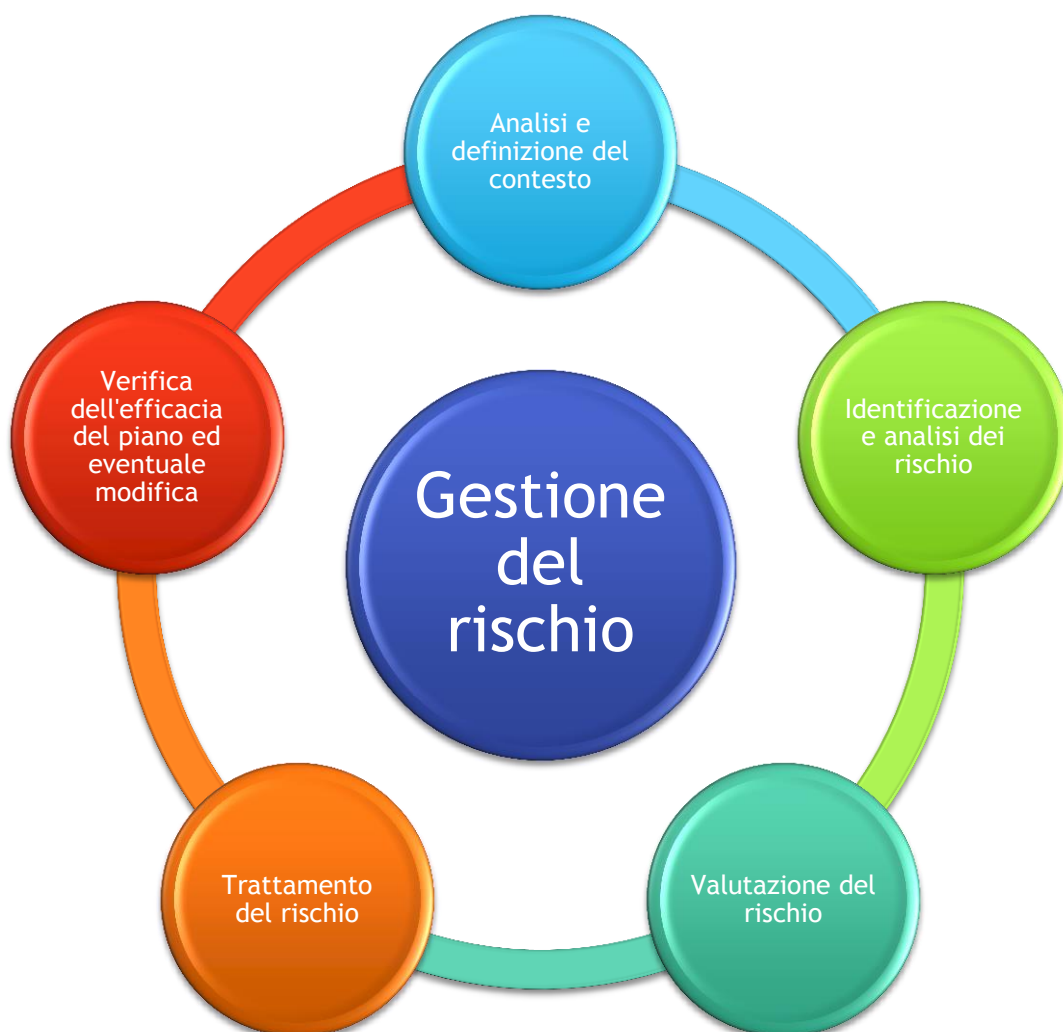 Analisi e
definizione del
contesto
Identificazione
e analisi dei
rischio
Valutazione del
rischio
Trattamento
del rischio
Verifica
dell'efficacia
del piano ed
eventuale
modifica
Gestione
del
rischio